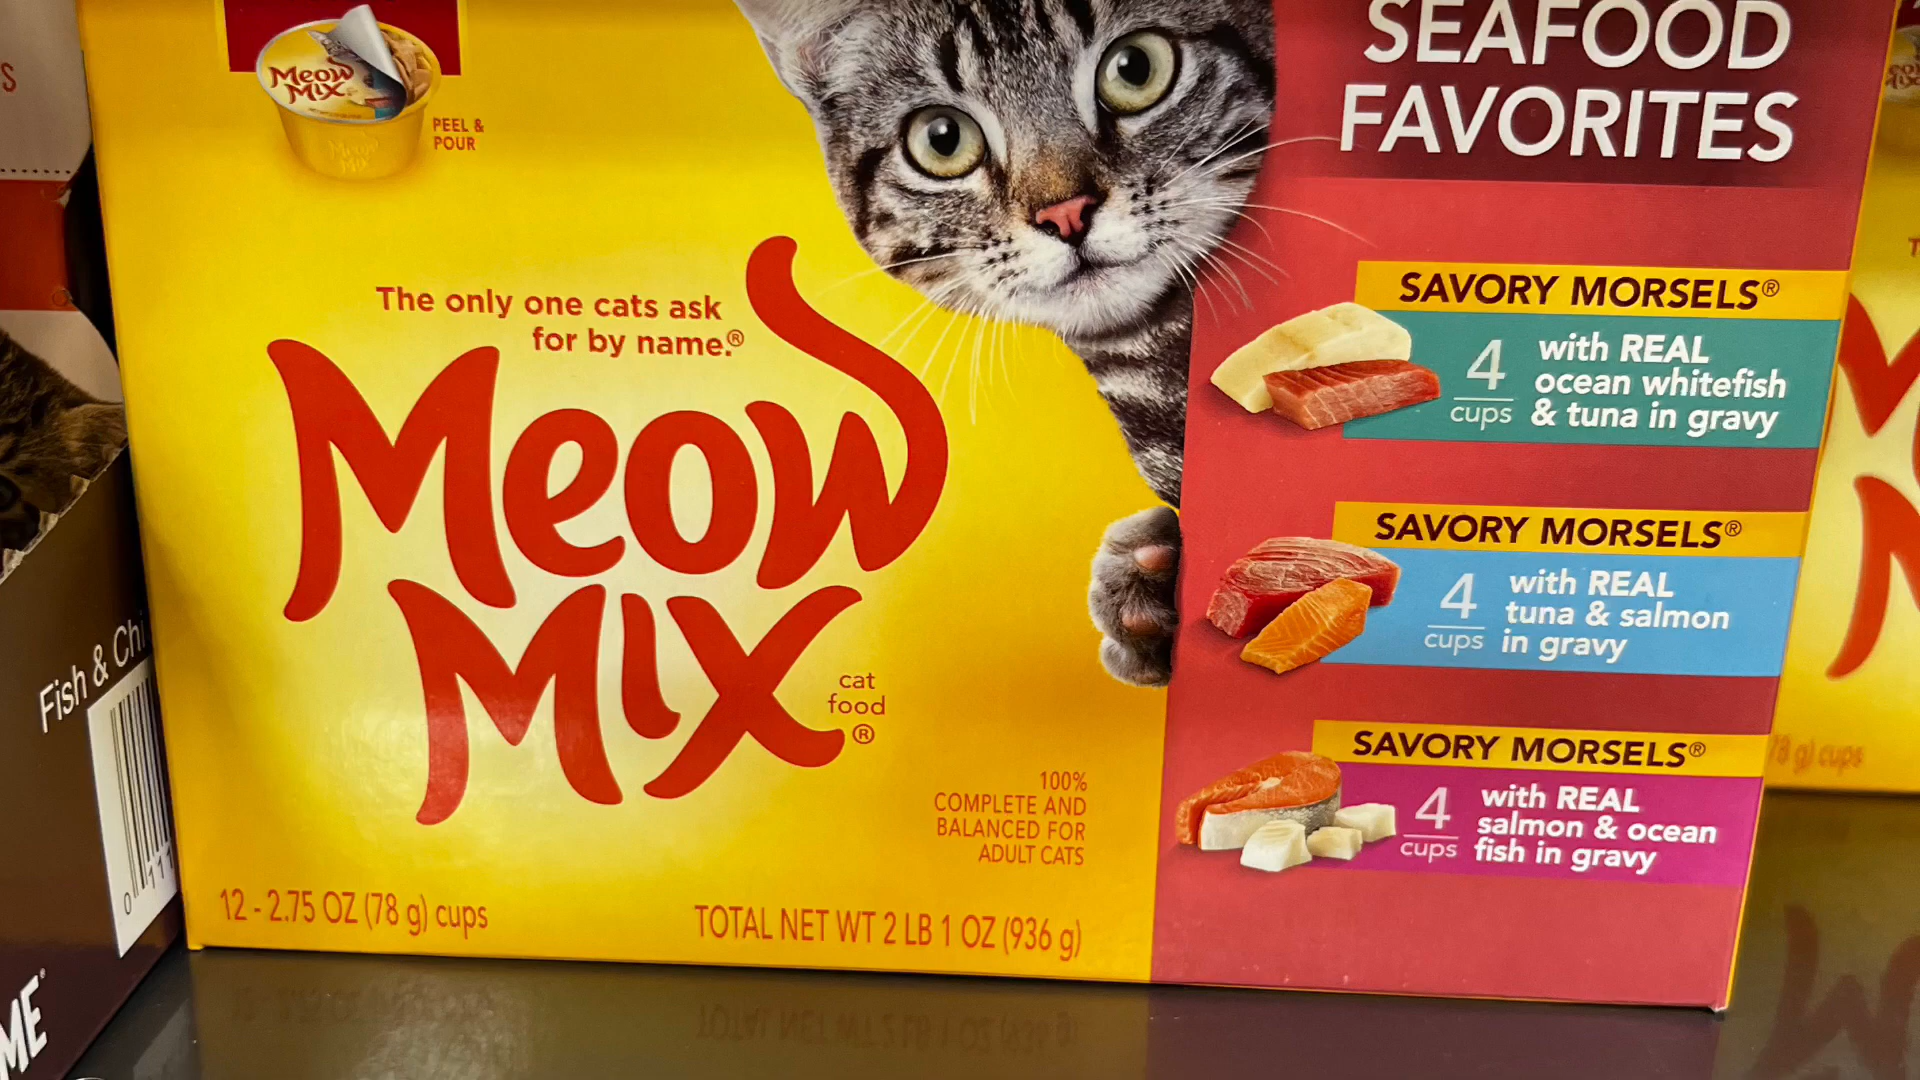 Meow
Mix
PEEL &
POUR
The only one cats ask
for by name.®
Meow
Mix
cat
food
®
100%
COMPLETE AND
BALANCED FOR
ADULT CATS
12 - 2.75 OZ (78 g) cups
TOTAL NET WT 2 LB 1 OZ (936 g)
SEAFOOD
FAVORITES
SAVORY MORSELS®
4 cups
with REAL
ocean whitefish
& tuna in gravy
SAVORY MORSELS®
4 cups
with REAL
tuna & salmon
in gravy
SAVORY MORSELS®
4 cups
with REAL
salmon & ocean
fish in gravy
Fish &
g) cups